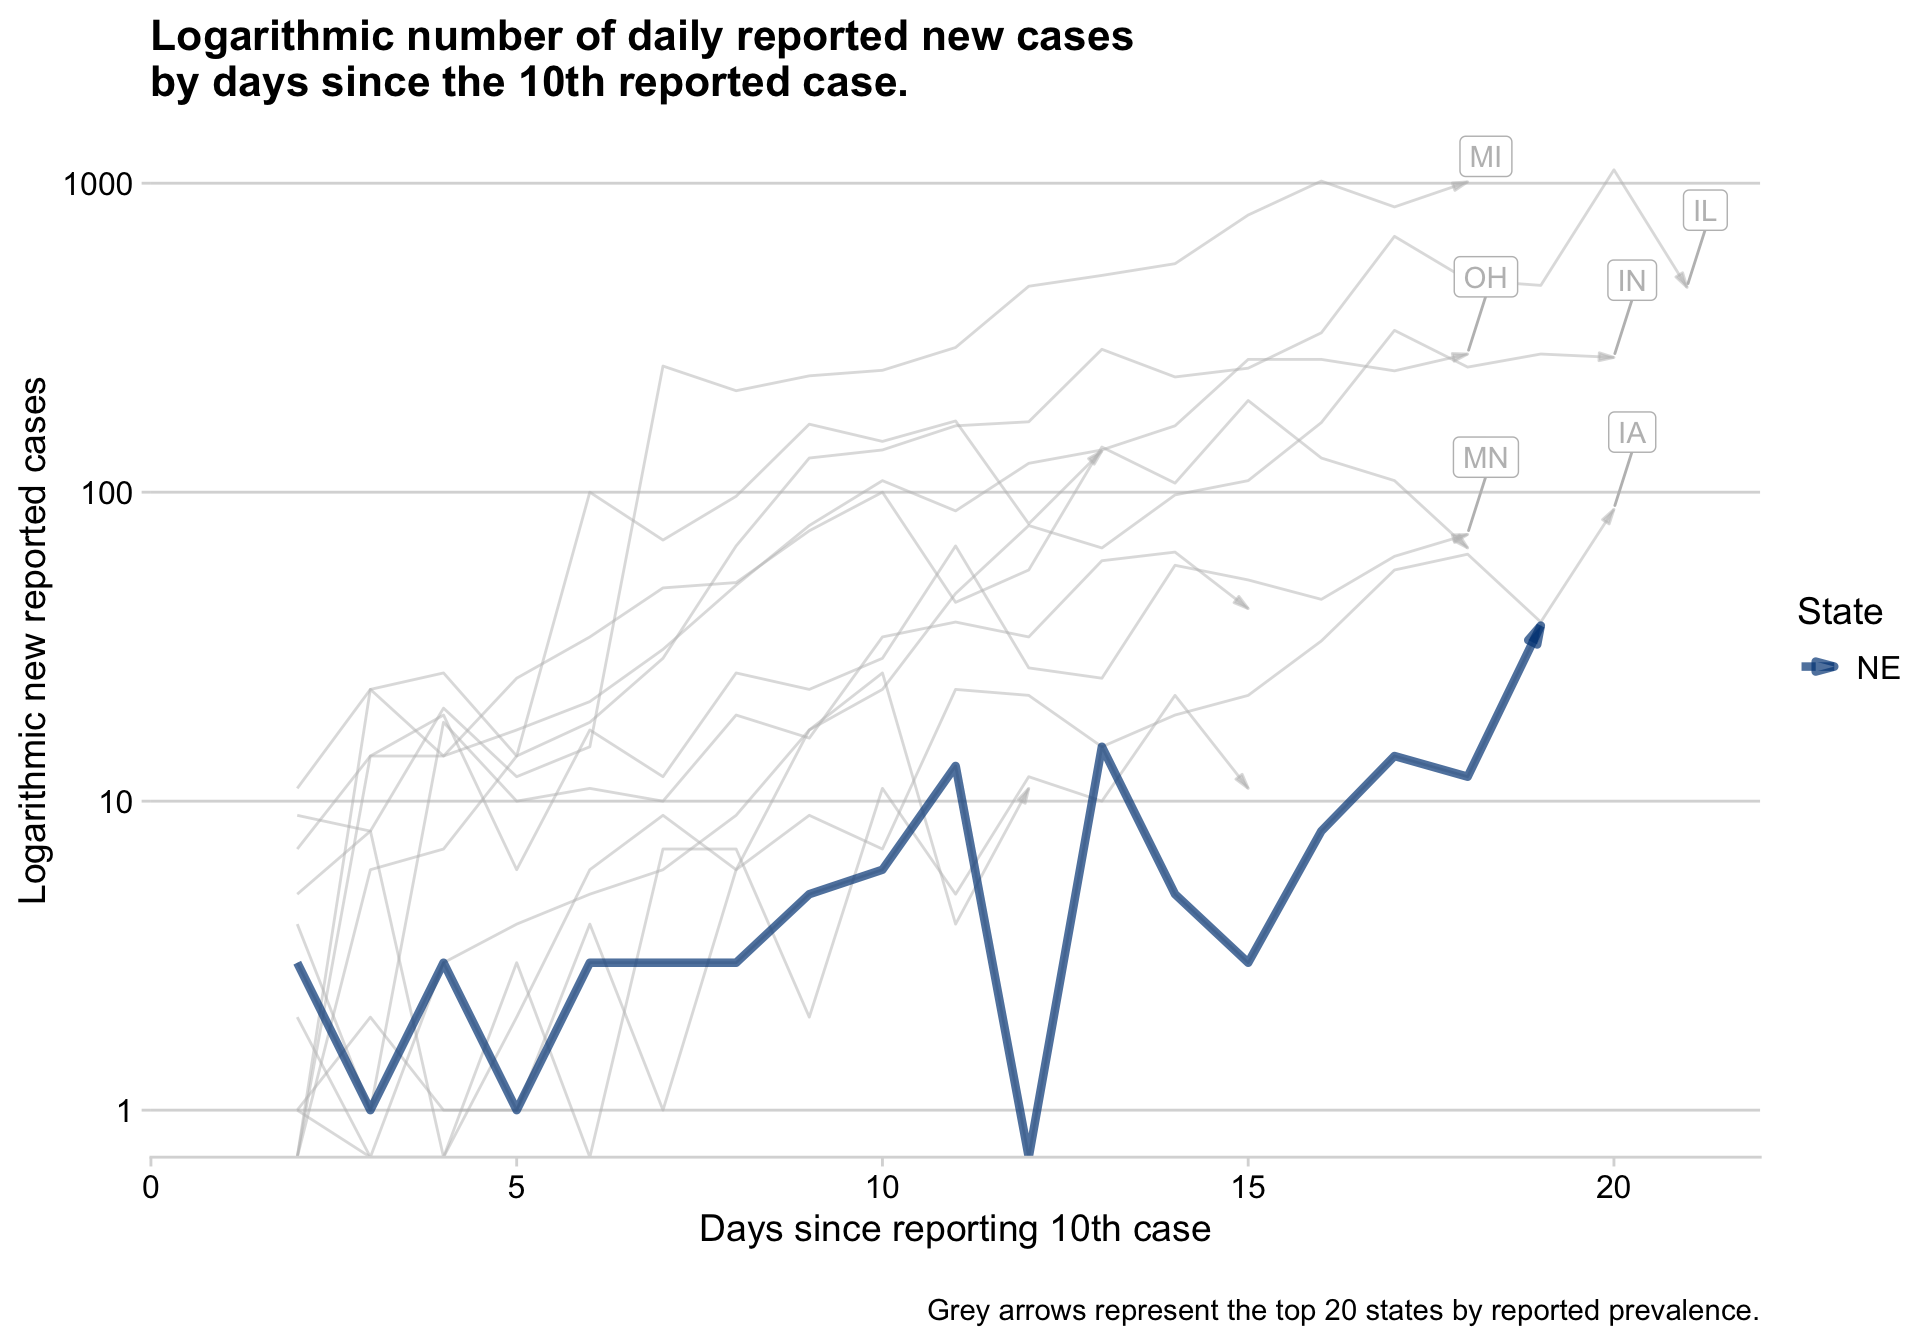 Logarithmic number of daily reported new cases
by days since the 10th reported case.
Logarithmic new reported cases
1000
100
10
1
MI
IL
OH
IN
IA
MN
State
NE
0
5
10
15
20
Days since reporting 10th case
Grey arrows represent the top 20 states by reported prevalence.